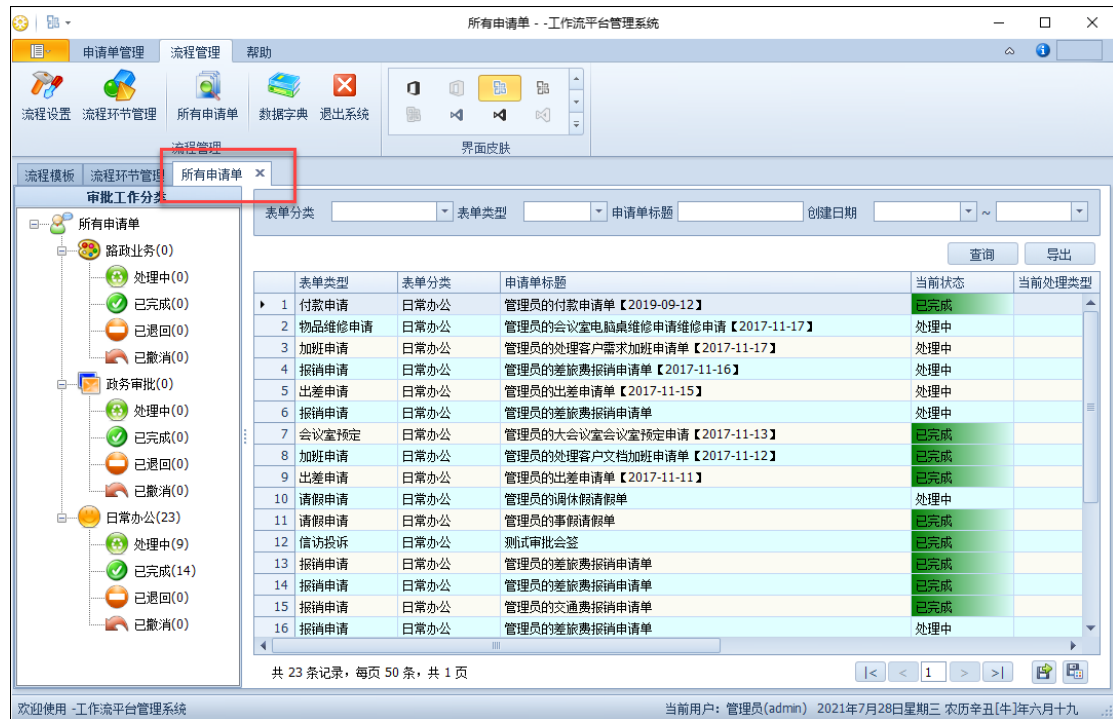 所有申请单 - -工作流平台管理系统
申请单管理 流程管理 帮助
流程设置 流程环节管理 所有申请单 数据字典 退出系统
流程管理 界面皮肤
流程模板 流程环节管理 所有申请单
审批工作分类
所有申请单
路政业务(0)
处理中(0)
已完成(0)
已退回(0)
已撤消(0)
政务审批(0)
处理中(0)
已完成(0)
已退回(0)
已撤消(0)
日常办公(23)
处理中(9)
已完成(14)
已退回(0)
已撤消(0)
表单分类 表单类型 申请单标题 创建日期 ~
查询 导出
表单类型 表单分类 申请单标题 当前状态 当前处理类型
1 付款申请 日常办公 管理员的付款申请单【2019-09-12】 已完成
2 物品维修申请 日常办公 管理员的会议室电脑桌维修申请维修申请【2017-11-17】 处理中
3 加班申请 日常办公 管理员的处理客户需求加班申请单【2017-11-17】 处理中
4 报销申请 日常办公 管理员的差旅费报销申请单【2017-11-16】 处理中
5 出差申请 日常办公 管理员的出差申请单【2017-11-15】 处理中
6 报销申请 日常办公 管理员的差旅费报销申请单 处理中
7 会议室预定 日常办公 管理员的大会议室会议室预定申请【2017-11-13】 已完成
8 加班申请 日常办公 管理员的处理客户文档加班申请单【2017-11-12】 已完成
9 出差申请 日常办公 管理员的出差申请单【2017-11-11】 已完成
10 请假申请 日常办公 管理员的调休假请假单 处理中
11 请假申请 日常办公 管理员的事假请假单 已完成
12 信访投诉 日常办公 测试审批会签 已完成
13 报销申请 日常办公 管理员的差旅费报销申请单 已完成
14 报销申请 日常办公 管理员的差旅费报销申请单 已完成
15 报销申请 日常办公 管理员的交通费报销申请单 已完成
16 报销申请 日常办公 管理员的差旅费报销申请单 处理中
共 23 条记录，每页 50 条，共 1 页
|< < 1 > >|
欢迎使用 -工作流平台管理系统 当前用户: 管理员(admin) 2021年7月28日星期三 农历辛丑[牛]年六月十九